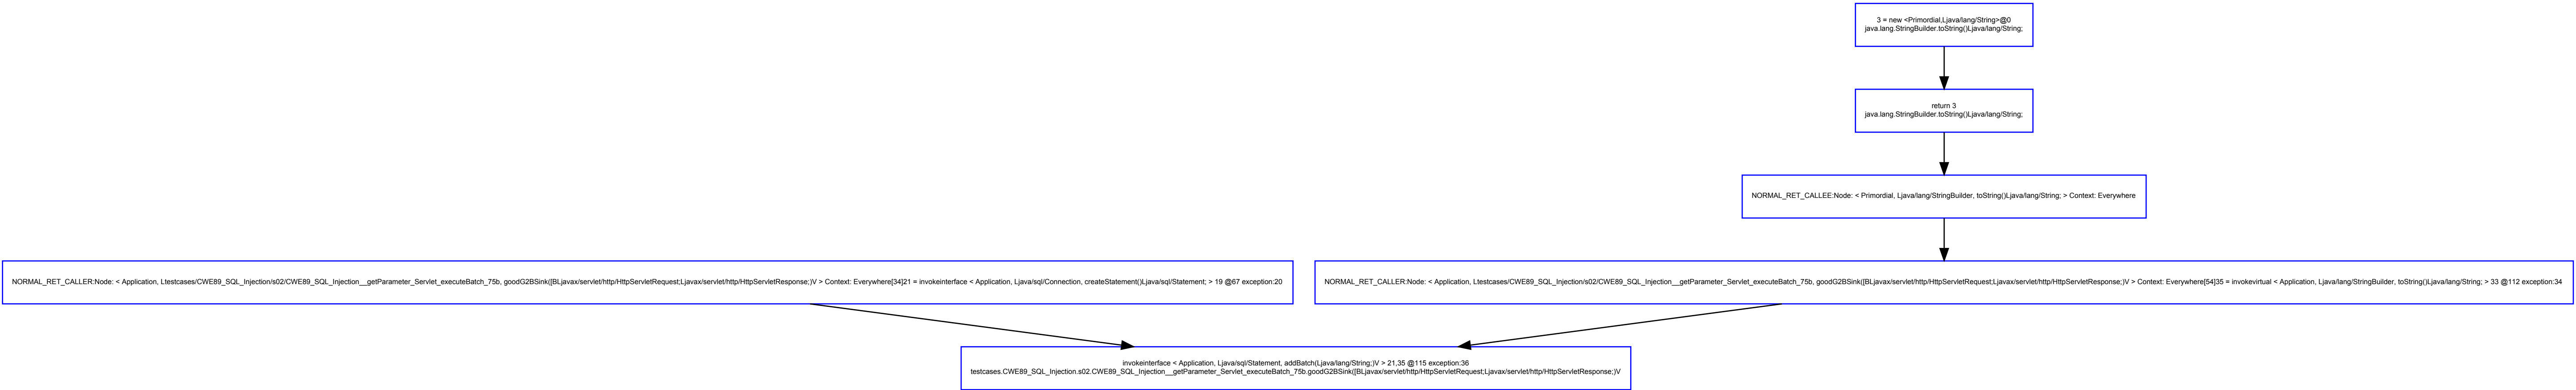 3 = new <Primordial,Ljava/lang/String>@0
java.lang.StringBuilder.toString()Ljava/lang/String;
return 3
java.lang.StringBuilder.toString()Ljava/lang/String;
NORMAL_RET_CALLEE:Node: < Primordial, Ljava/lang/StringBuilder, toString()Ljava/lang/String; > Context: Everywhere
NORMAL_RET_CALLER:Node: < Application, Ltestcases/CWE89_SQL_Injection/s02/CWE89_SQL_Injection__getParameter_Servlet_executeBatch_75b, goodG2BSink([BLjavax/servlet/http/HttpServletRequest;Ljavax/servlet/http/HttpServletResponse;)V > Context: Everywhere[34]21 = invokeinterface < Application, Ljava/sql/Connection, createStatement()Ljava/sql/Statement; > 19 @67 exception:20
NORMAL_RET_CALLER:Node: < Application, Ltestcases/CWE89_SQL_Injection/s02/CWE89_SQL_Injection__getParameter_Servlet_executeBatch_75b, goodG2BSink([BLjavax/servlet/http/HttpServletRequest;Ljavax/servlet/http/HttpServletResponse;)V > Context: Everywhere[54]35 = invokevirtual < Application, Ljava/lang/StringBuilder, toString()Ljava/lang/String; > 33 @112 exception:34
invokeinterface < Application, Ljava/sql/Statement, addBatch(Ljava/lang/String;)V > 21,35 @115 exception:36
testcases.CWE89_SQL_Injection.s02.CWE89_SQL_Injection__getParameter_Servlet_executeBatch_75b.goodG2BSink([BLjavax/servlet/http/HttpServletRequest;Ljavax/servlet/http/HttpServletResponse;)V